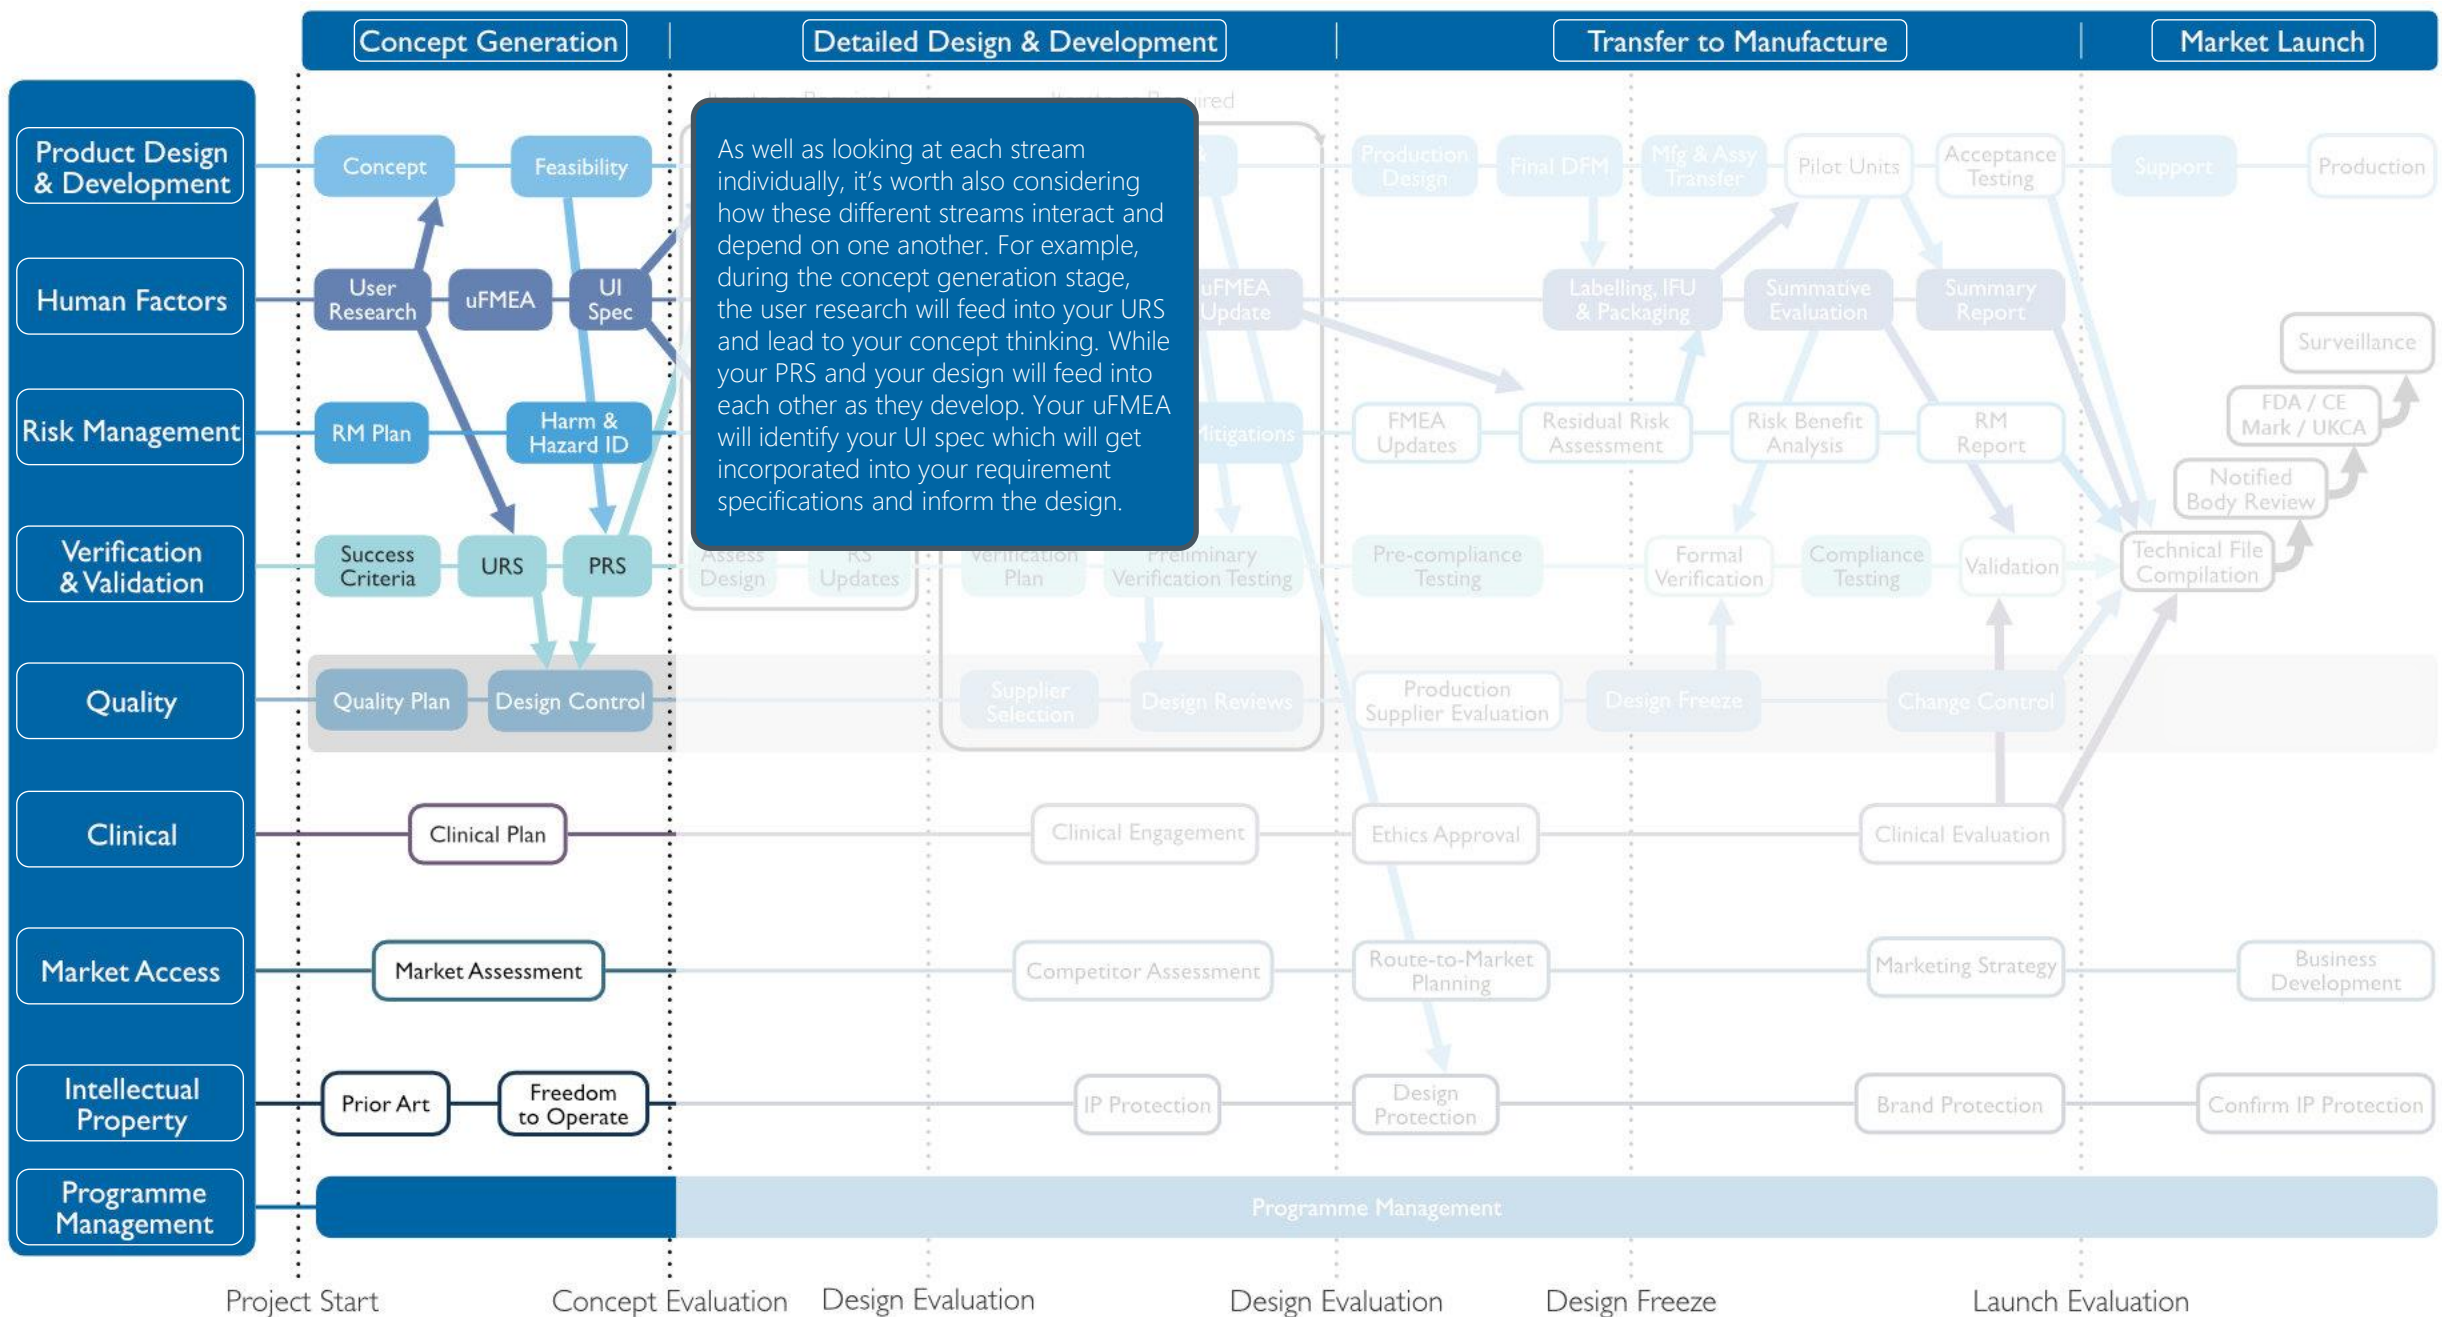 Concept Generation
Detailed Design & Development
Transfer to Manufacture
Market Launch
Product Design
& Development
Concept
Feasibility
Production
Design
Final DFM
Mfg & Assy
Transfer
Pilot Units
Acceptance
Testing
Support
Production
As well as looking at each stream
individually, it's worth also considering
how these different streams interact and
depend on one another. For example,
during the concept generation stage,
the user research will feed into your URS
and lead to your concept thinking. While
your PRS and your design will feed into
each other as they develop. Your uFMEA
will identify your UI spec which will get
incorporated into your requirement
specifications and inform the design.
Human Factors
User
Research
uFMEA
UI
Spec
uFMEA
Update
Labelling, IFU
& Packaging
Summative
Evaluation
Summary
Report
Surveillance
Risk Management
RM Plan
Harm &
Hazard ID
Mitigations
FMEA
Updates
Residual Risk
Assessment
Risk Benefit
Analysis
RM
Report
FDA / CE
Mark / UKCA
Notified
Body Review
Verification
& Validation
Success
Criteria
URS
PRS
Assess
Design
RS
Updates
Verification
Plan
Preliminary
Verification Testing
Pre-compliance
Testing
Formal
Verification
Compliance
Testing
Validation
Technical File
Compilation
Quality
Quality Plan
Design Control
Supplier
Selection
Design Reviews
Production
Supplier Evaluation
Design Freeze
Change Control
Clinical
Clinical Plan
Clinical Engagement
Ethics Approval
Clinical Evaluation
Market Access
Market Assessment
Competitor Assessment
Route-to-Market
Planning
Marketing Strategy
Business
Development
Intellectual
Property
Prior Art
Freedom
to Operate
IP Protection
Design
Protection
Brand Protection
Confirm IP Protection
Programme
Management
Programme Management
Project Start
Concept Evaluation
Design Evaluation
Design Evaluation
Design Freeze
Launch Evaluation